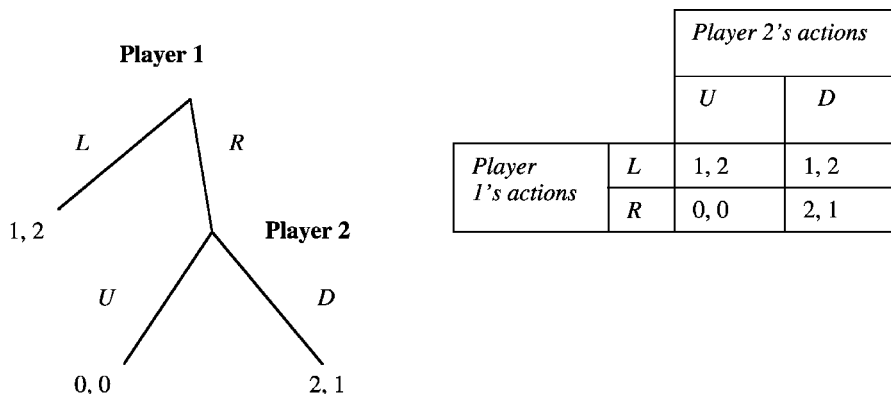 Player 1
L
R
1, 2
Player 2
U
D
0, 0
2, 1
Player 2's actions
U
D
Player
1's actions
L
1, 2
1, 2
R
0, 0
2, 1